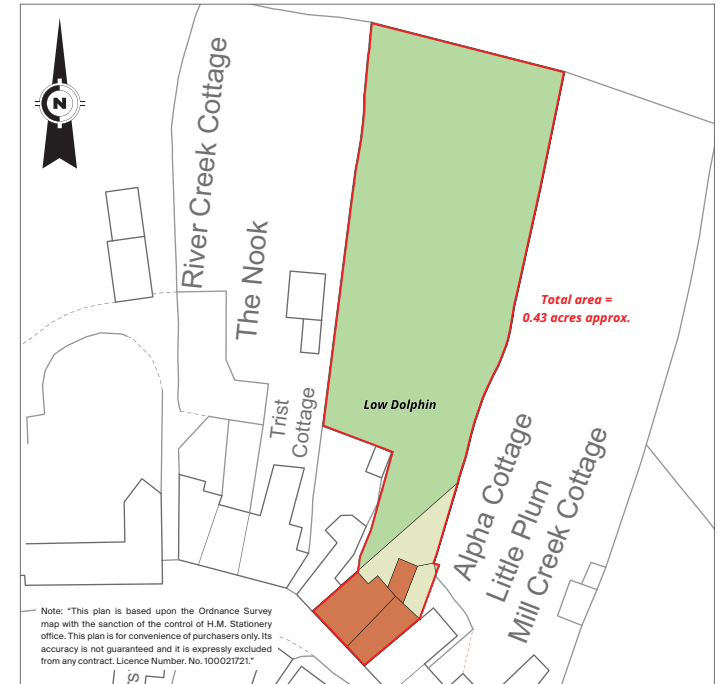 N
River Creek Cottage
The Nook
Trist
Cottage
Total area =
0.43 acres approx.
Low Dolphin
Alpha Cottage
Little Plum
Mill Creek Cottage
Note: "This plan is based upon the Ordnance Survey
map with the sanction of the control of H.M. Stationery
office. This plan is for convenience of purchasers only. Its
accuracy is not guaranteed and it is expressly excluded
from any contract. Licence Number. No. 100021721."